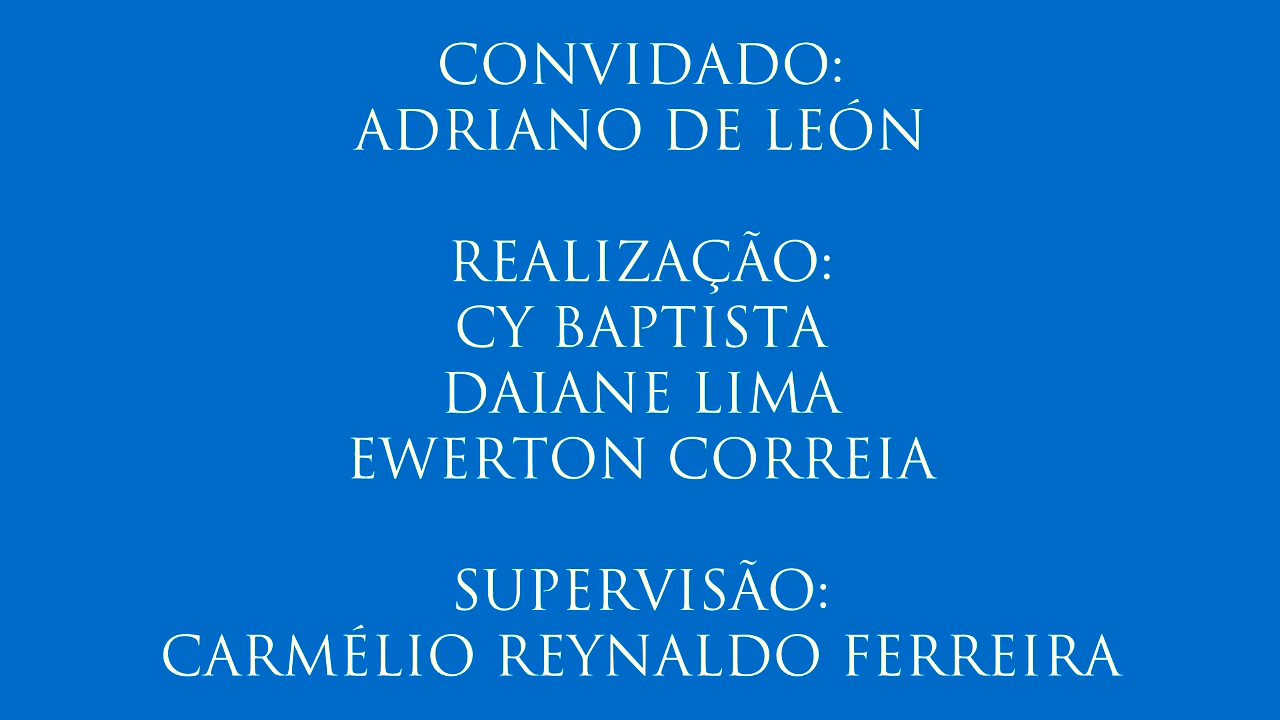 CONVIDADO:
ADRIANO DE LEÓN
REALIZAÇÃO:
CY BAPTISTA
DAIANE LIMA
EWERTON CORREIA
SUPERVISÃO:
CARMÉLIO REYNALDO FERREIRA